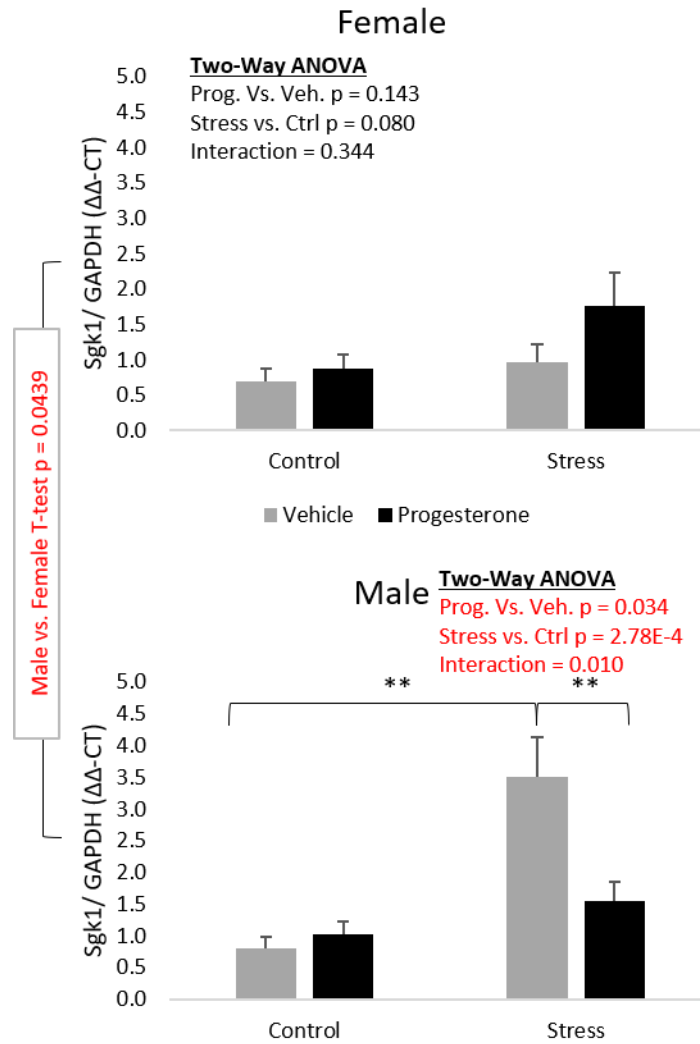 Female
Two-Way ANOVA
Prog. Vs. Veh. p = 0.143
Stress vs. Ctrl p = 0.080
Interaction = 0.344
Sgk1/ GAPDH (ΔΔ-CT)
5.0
4.5
4.0
3.5
3.0
2.5
2.0
1.5
1.0
0.5
0.0
Control
Stress
Vehicle
Progesterone
Male vs. Female T-test p = 0.0439
Male
Two-Way ANOVA
Prog. Vs. Veh. p = 0.034
Stress vs. Ctrl p = 2.78E-4
Interaction = 0.010
**
**
Sgk1/ GAPDH (ΔΔ-CT)
5.0
4.5
4.0
3.5
3.0
2.5
2.0
1.5
1.0
0.5
0.0
Control
Stress